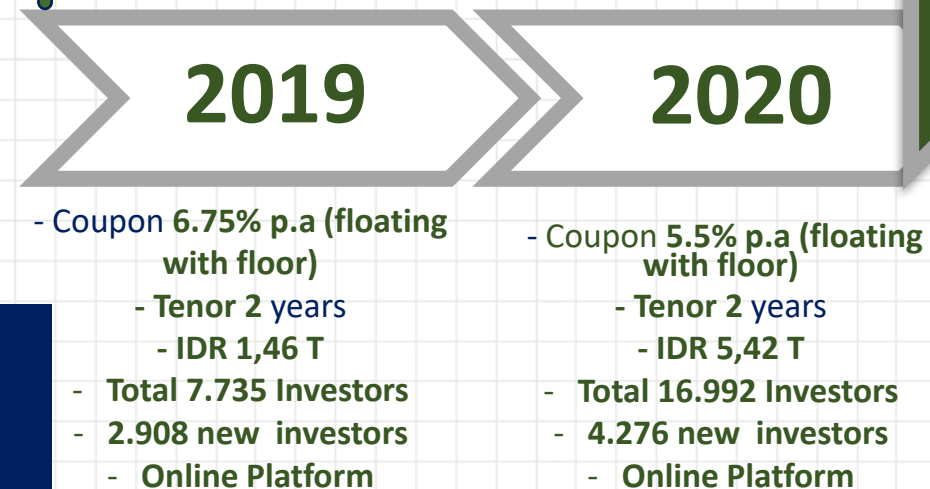 2019
- Coupon 6.75% p.a (floating
with floor)
- Tenor 2 years
- IDR 1,46 T
- Total 7.735 Investors
- 2.908 new investors
- Online Platform
2020
- Coupon 5.5% p.a (floating
with floor)
- Tenor 2 years
- IDR 5,42 T
- Total 16.992 Investors
- 4.276 new investors
- Online Platform